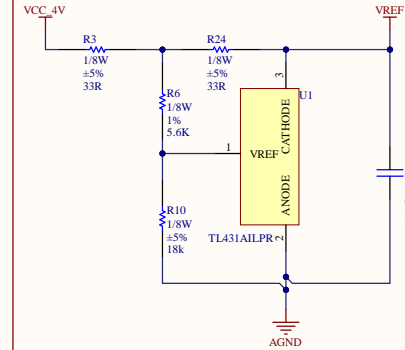 VCC_4V
VREF
R3
1/8W
±5%
33R
R24
1/8W
±5%
33R
R6
1/8W
1%
5.6K
3
U1
CATHODE
1
VREF
ANODE
R10
1/8W
±5%
18k
TL431AILPR
2
AGND